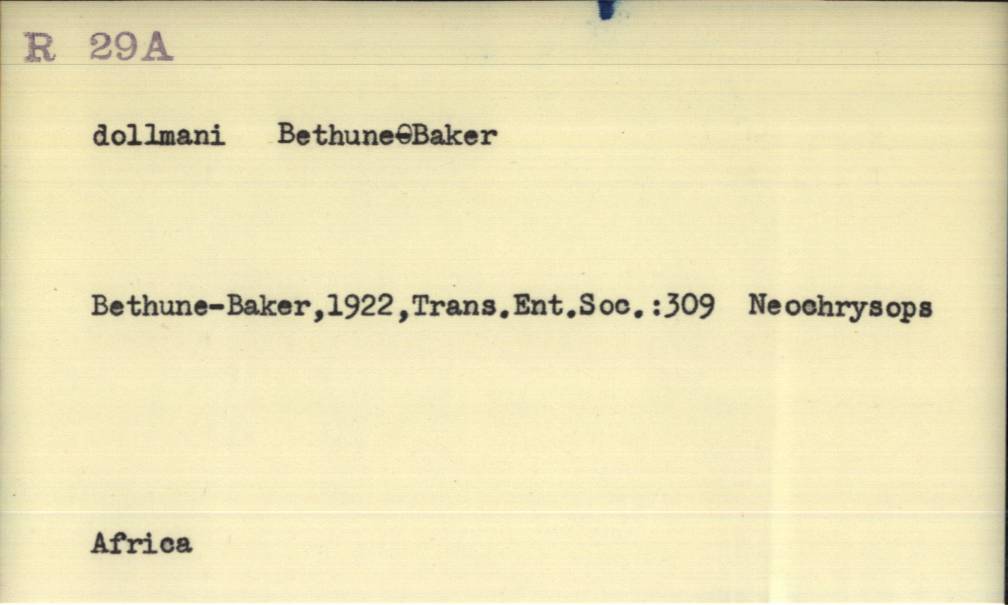 R 29A
dollmani Bethune-Baker
Bethune-Baker,1922,Trans.Ent.Soc.:309 Neochrysops
Africa